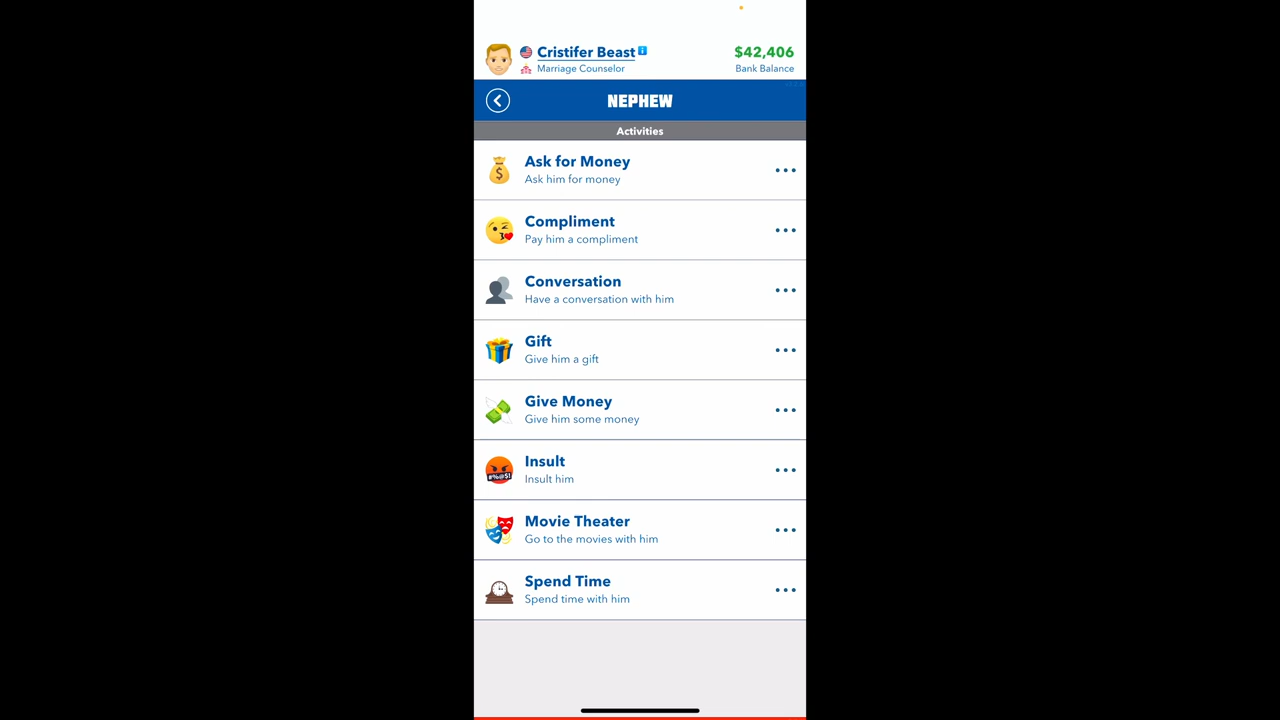 Cristifer Beast
$42,406
Marriage Counselor
Bank Balance
NEPHEW
Activities
Ask for Money
Ask him for money
Compliment
Pay him a compliment
Conversation
Have a conversation with him
Gift
Give him a gift
Give Money
Give him some money
Insult
Insult him
Movie Theater
Go to the movies with him
Spend Time
Spend time with him